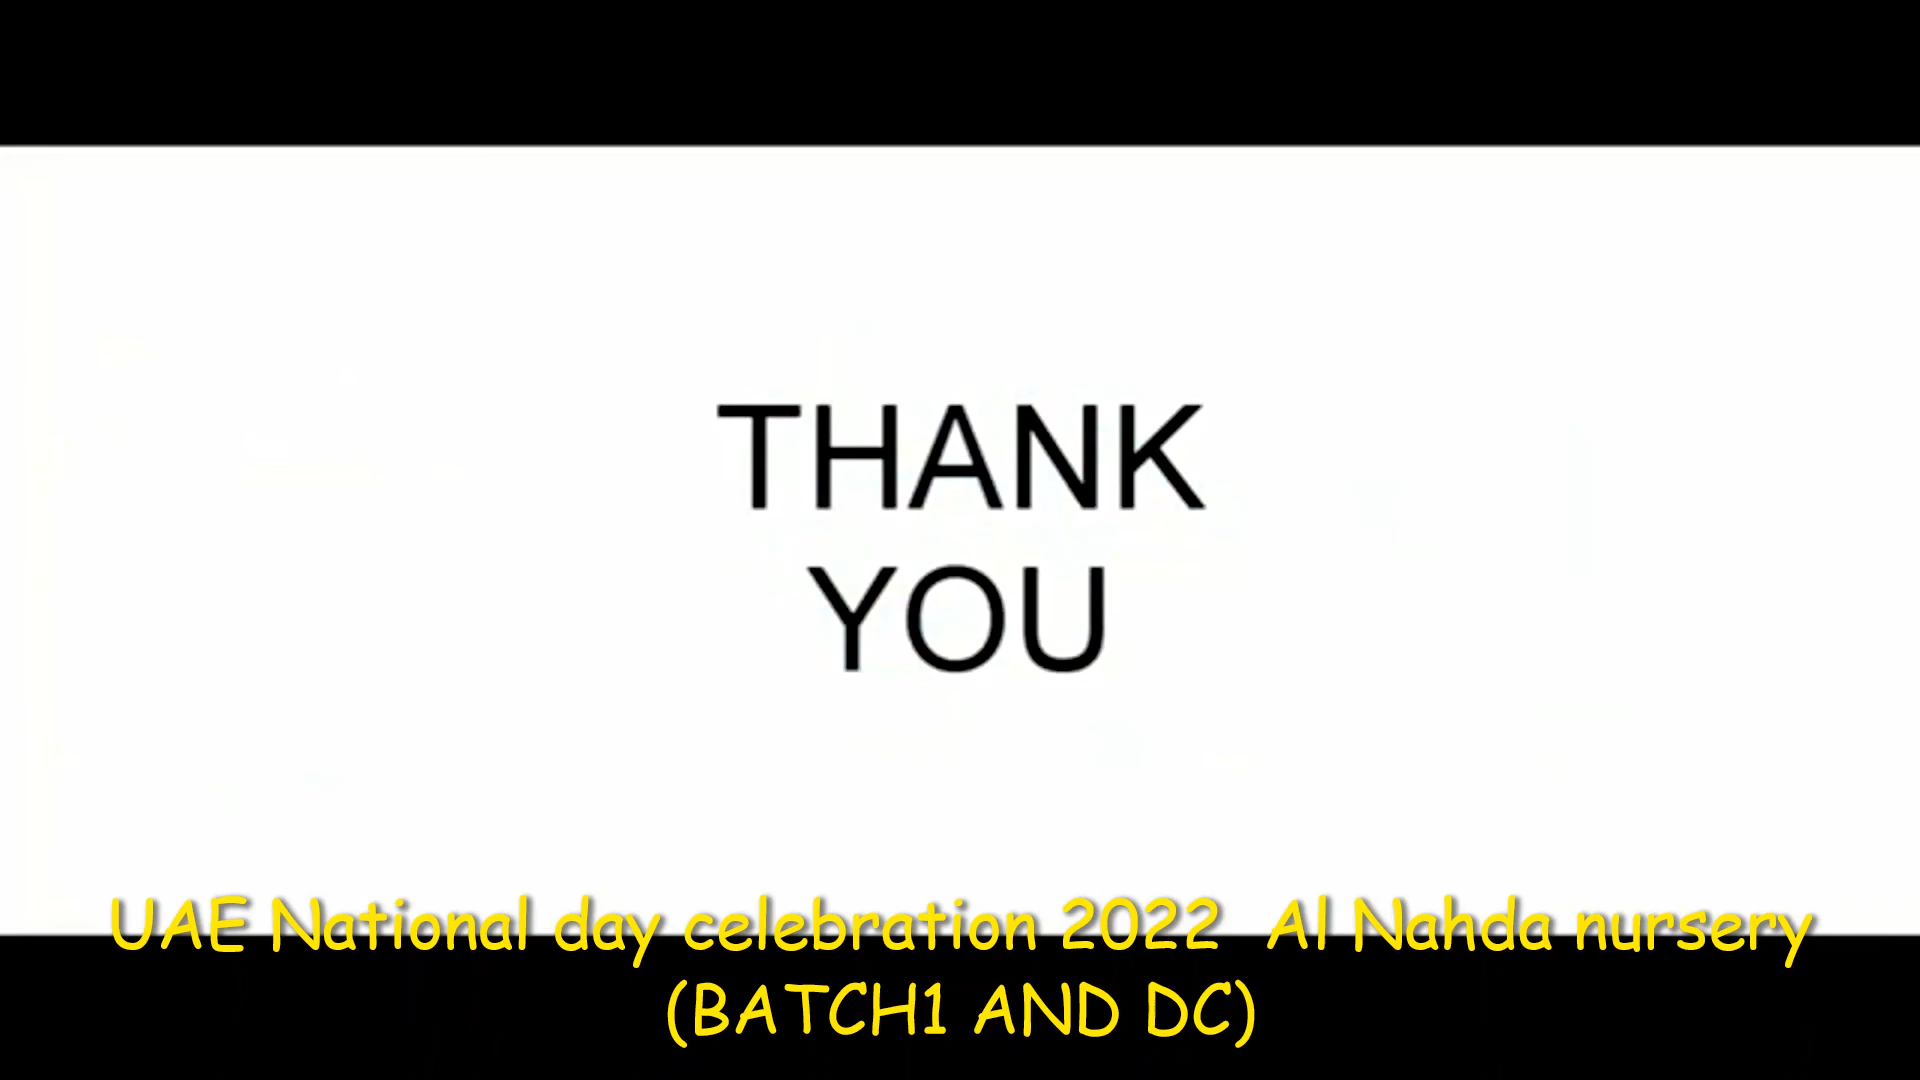 THANK
YOU
UAE National day celebration 2022  Al Nahda nursery
(BATCH1 AND DC)